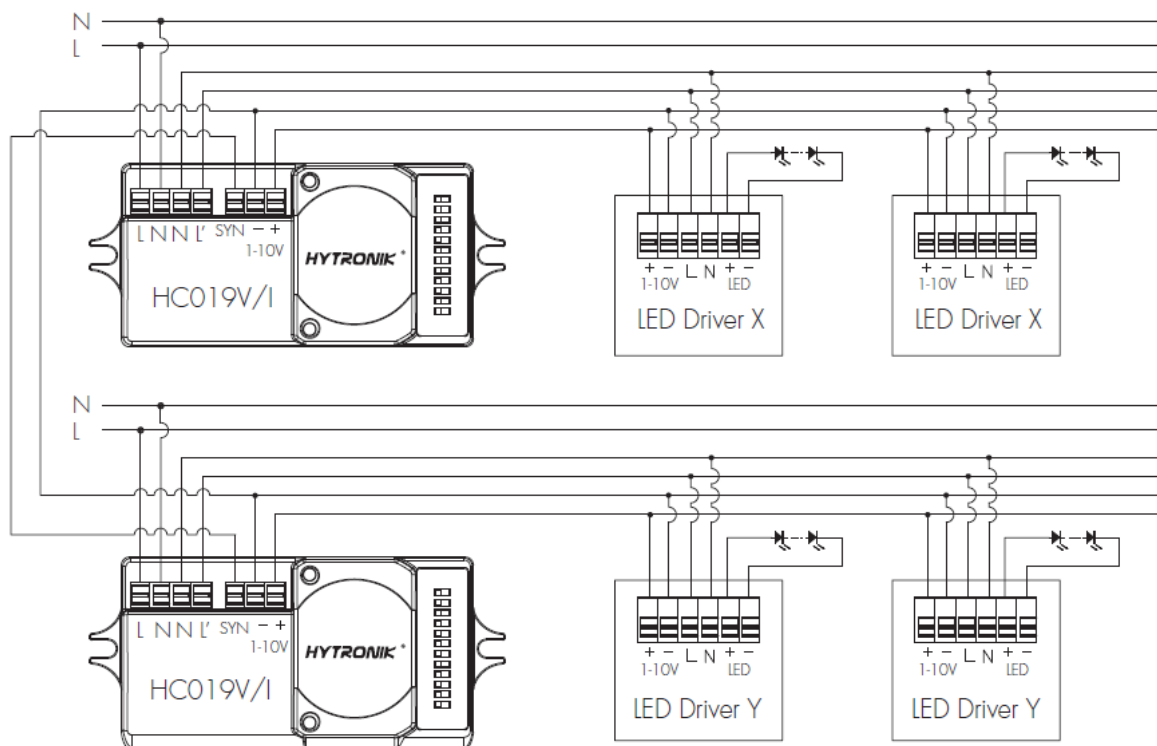 N
L
L N N L' SYN − +
1-10V
HYTRONIK®
HC019V/I
+ − L N + −
1-10V LED
LED Driver X
+ − L N + −
1-10V LED
LED Driver X
N
L
L N N L' SYN − +
1-10V
HYTRONIK®
HC019V/I
+ − L N + −
1-10V LED
LED Driver Y
+ − L N + −
1-10V LED
LED Driver Y